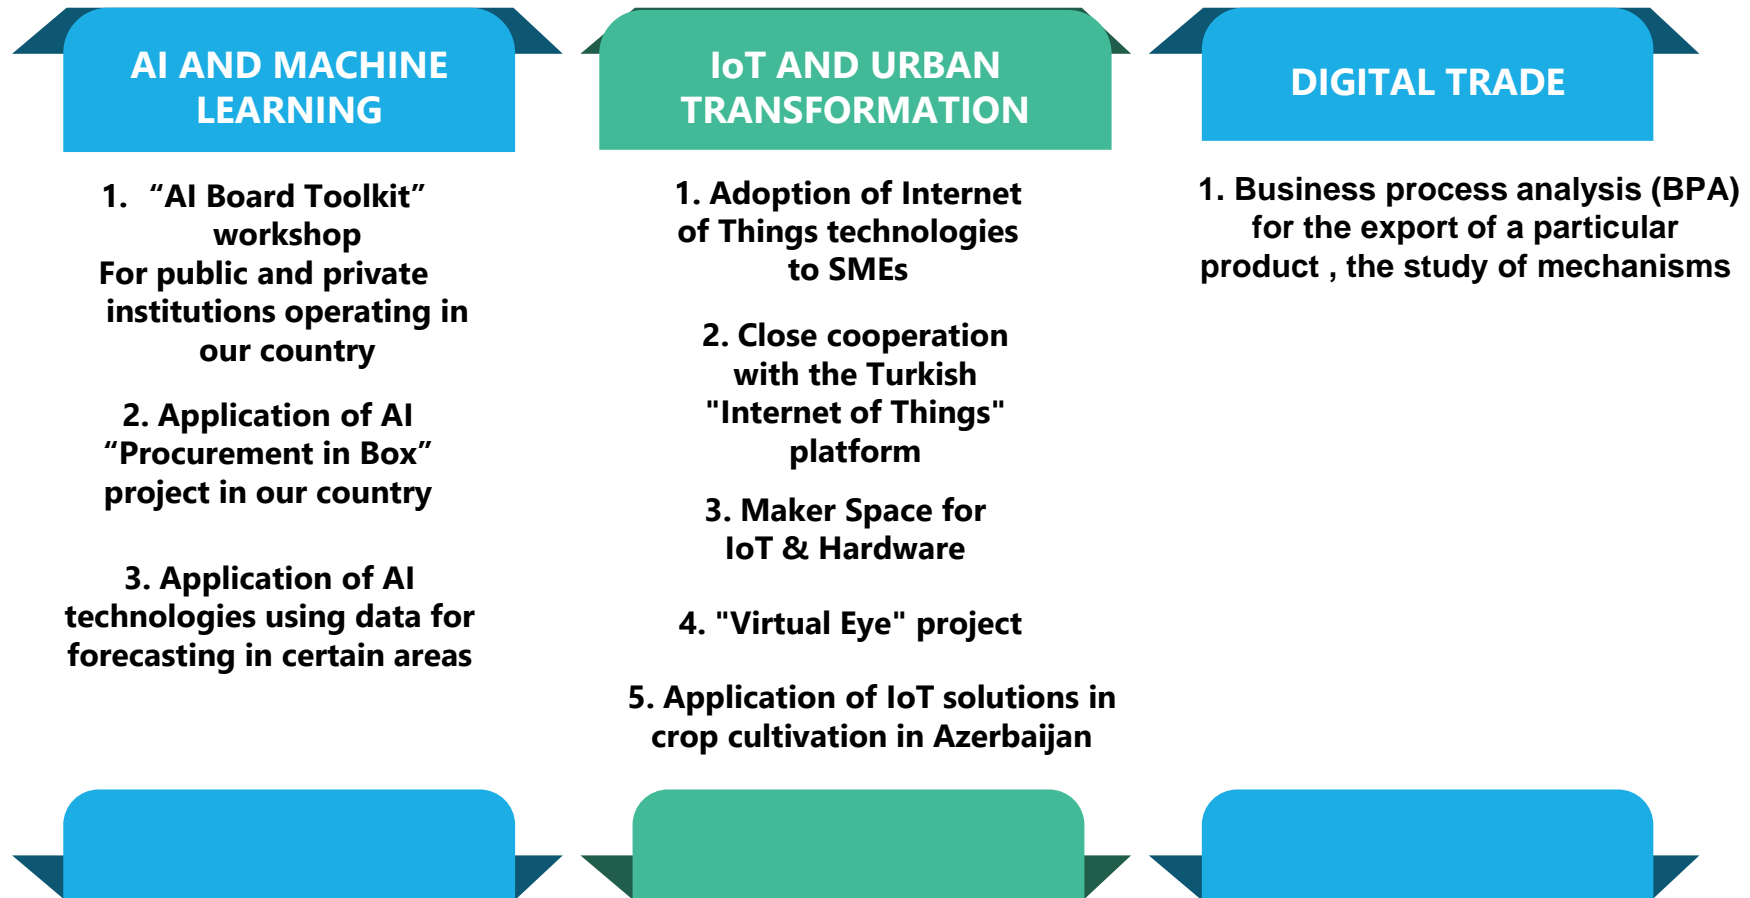 AI AND MACHINE
LEARNING
1. “AI Board Toolkit”
workshop
For public and private
institutions operating in
our country
2. Application of AI
“Procurement in Box”
project in our country
3. Application of AI
technologies using data for
forecasting in certain areas
IoT AND URBAN
TRANSFORMATION
1. Adoption of Internet
of Things technologies
to SMEs
2. Close cooperation
with the Turkish
"Internet of Things"
platform
3. Maker Space for
IoT & Hardware
4. "Virtual Eye" project
5. Application of IoT solutions in
crop cultivation in Azerbaijan
DIGITAL TRADE
1. Business process analysis (BPA)
for the export of a particular
product , the study of mechanisms